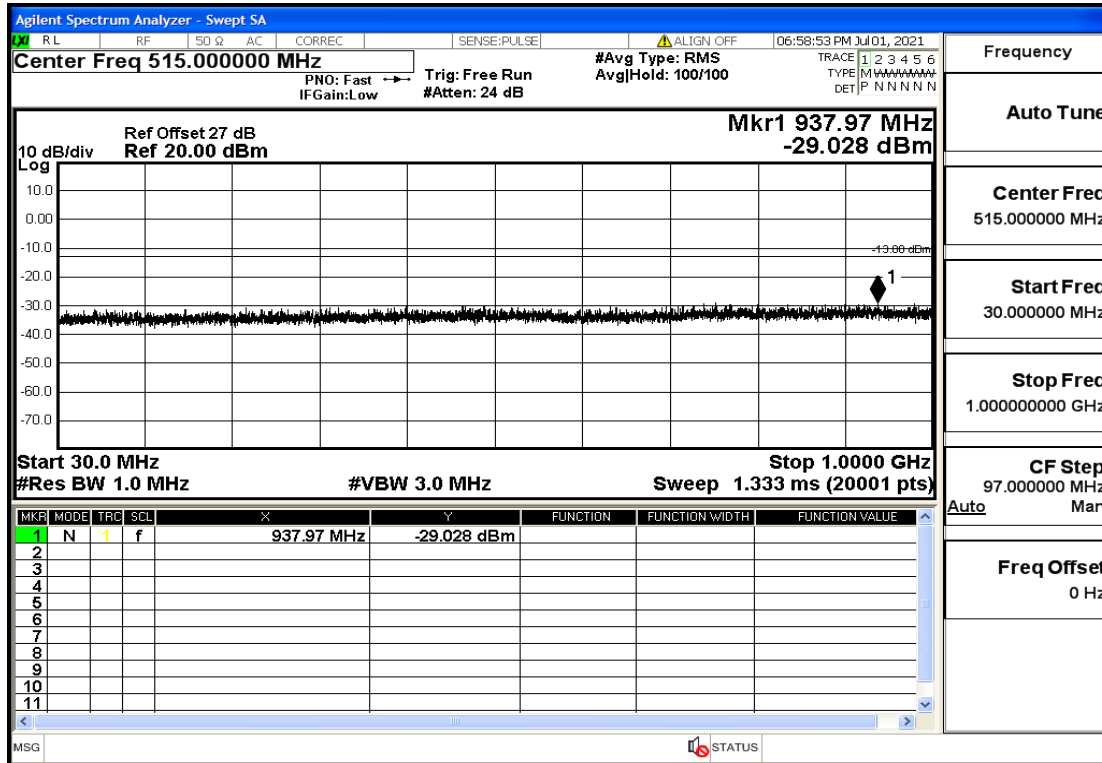 Agilent Spectrum Analyzer - Swept SA
LXI RL RF 50 Ω AC CORREC SENSE:PULSE ALIGN OFF 06:58:53 PM Jul 01, 2021
Center Freq 515.000000 MHz
PNO: Fast
IFGain:Low
Trig: Free Run
#Atten: 24 dB
#Avg Type: RMS
Avg|Hold: 100/100
TRACE 1 2 3 4 5 6
TYPE M WWWWW
DET P N N N N N
Ref Offset 27 dB
10 dB/div Ref 20.00 dBm
Log
Mkr1 937.97 MHz
-29.028 dBm
10.0
0.00
-10.0
-13.00 dBm
-20.0
1
-30.0
-40.0
-50.0
-60.0
-70.0
Start 30.0 MHz Stop 1.0000 GHz
#Res BW 1.0 MHz #VBW 3.0 MHz Sweep 1.333 ms (20001 pts)
MKR MODE TRC SCL X Y FUNCTION FUNCTION WIDTH FUNCTION VALUE
1 N 1 f 937.97 MHz -29.028 dBm
2
3
4
5
6
7
8
9
10
11
MSG STATUS
Frequency
Auto Tune
Center Freq
515.000000 MHz
Start Freq
30.000000 MHz
Stop Freq
1.000000000 GHz
CF Step
97.000000 MHz
Auto Man
Freq Offset
0 Hz